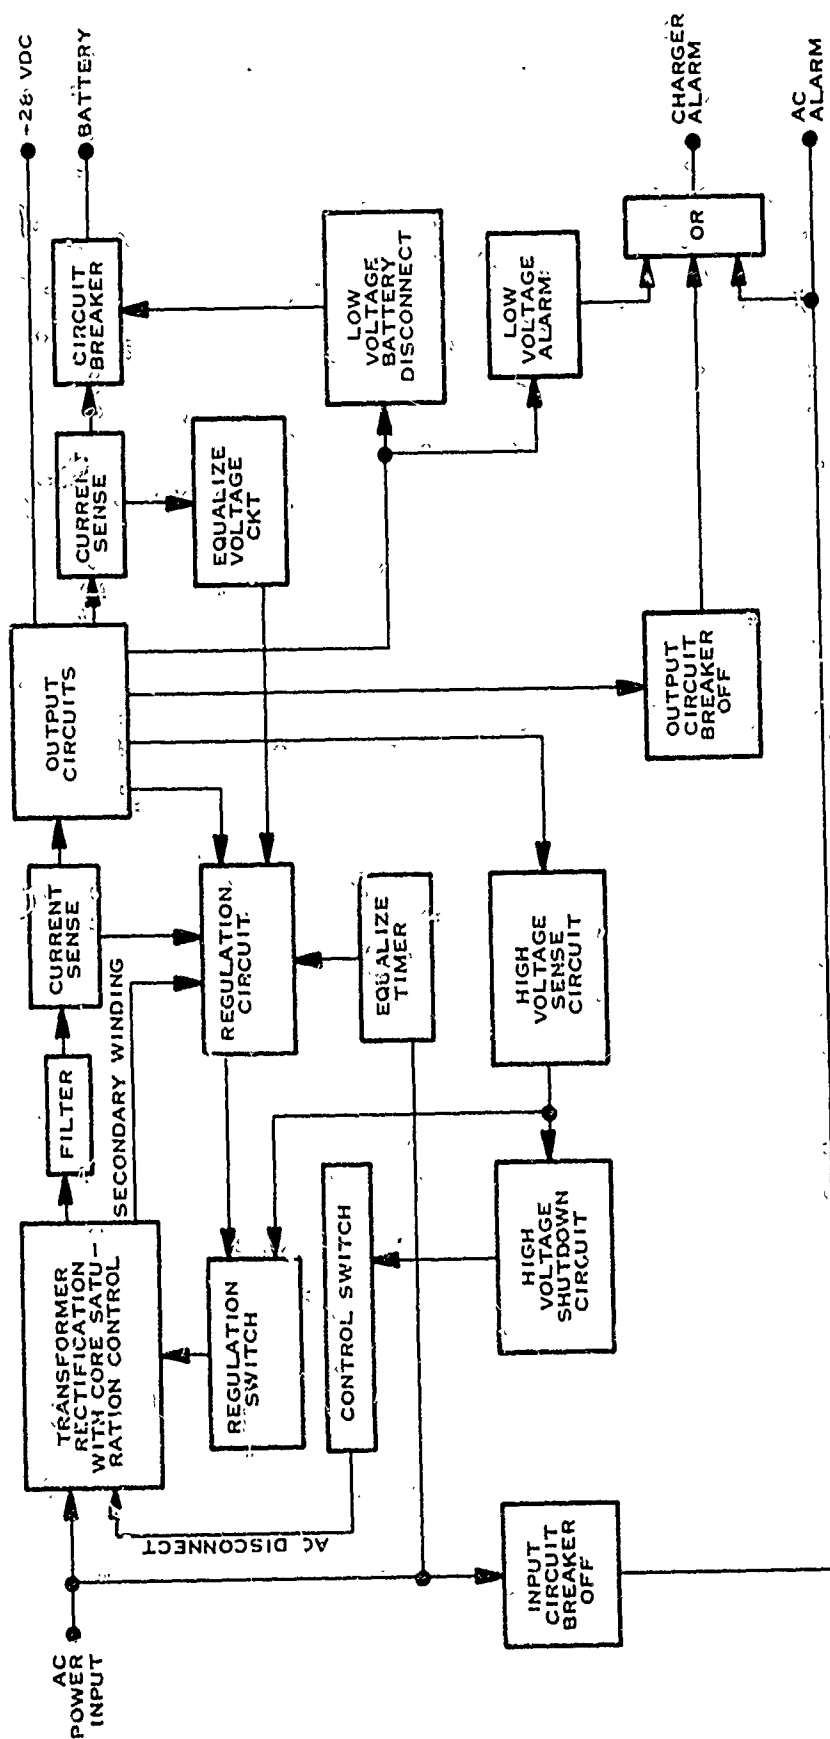 AC
POWER
INPUT
TRANSFORMER
RECTIFICATION
WITH CORE SATU-
RATION CONTROL
FILTER
SECONDARY WINDING
CURRENT
SENSE
OUTPUT
CIRCUITS
CURRENT
SENSE
CIRCUIT
BREAKER
-28 VDC
BATTERY
EQUALIZE
VOLTAGE
CKT
REGULATION
SWITCH
REGULATION
CIRCUIT
AC DISCONNECT
CONTROL SWITCH
EQUALIZE
TIMER
LOW
VOLTAGE
BATTERY
DISCONNECT
INPUT
CIRCUIT
BREAKER
OFF
HIGH
VOLTAGE
SHUTDOWN
CIRCUIT
HIGH
VOLTAGE
SENSE
CIRCUIT
LOW
VOLTAGE
ALARM
OUTPUT
CIRCUIT
BREAKER
OFF
OR
CHARGER
ALARM
AC
ALARM